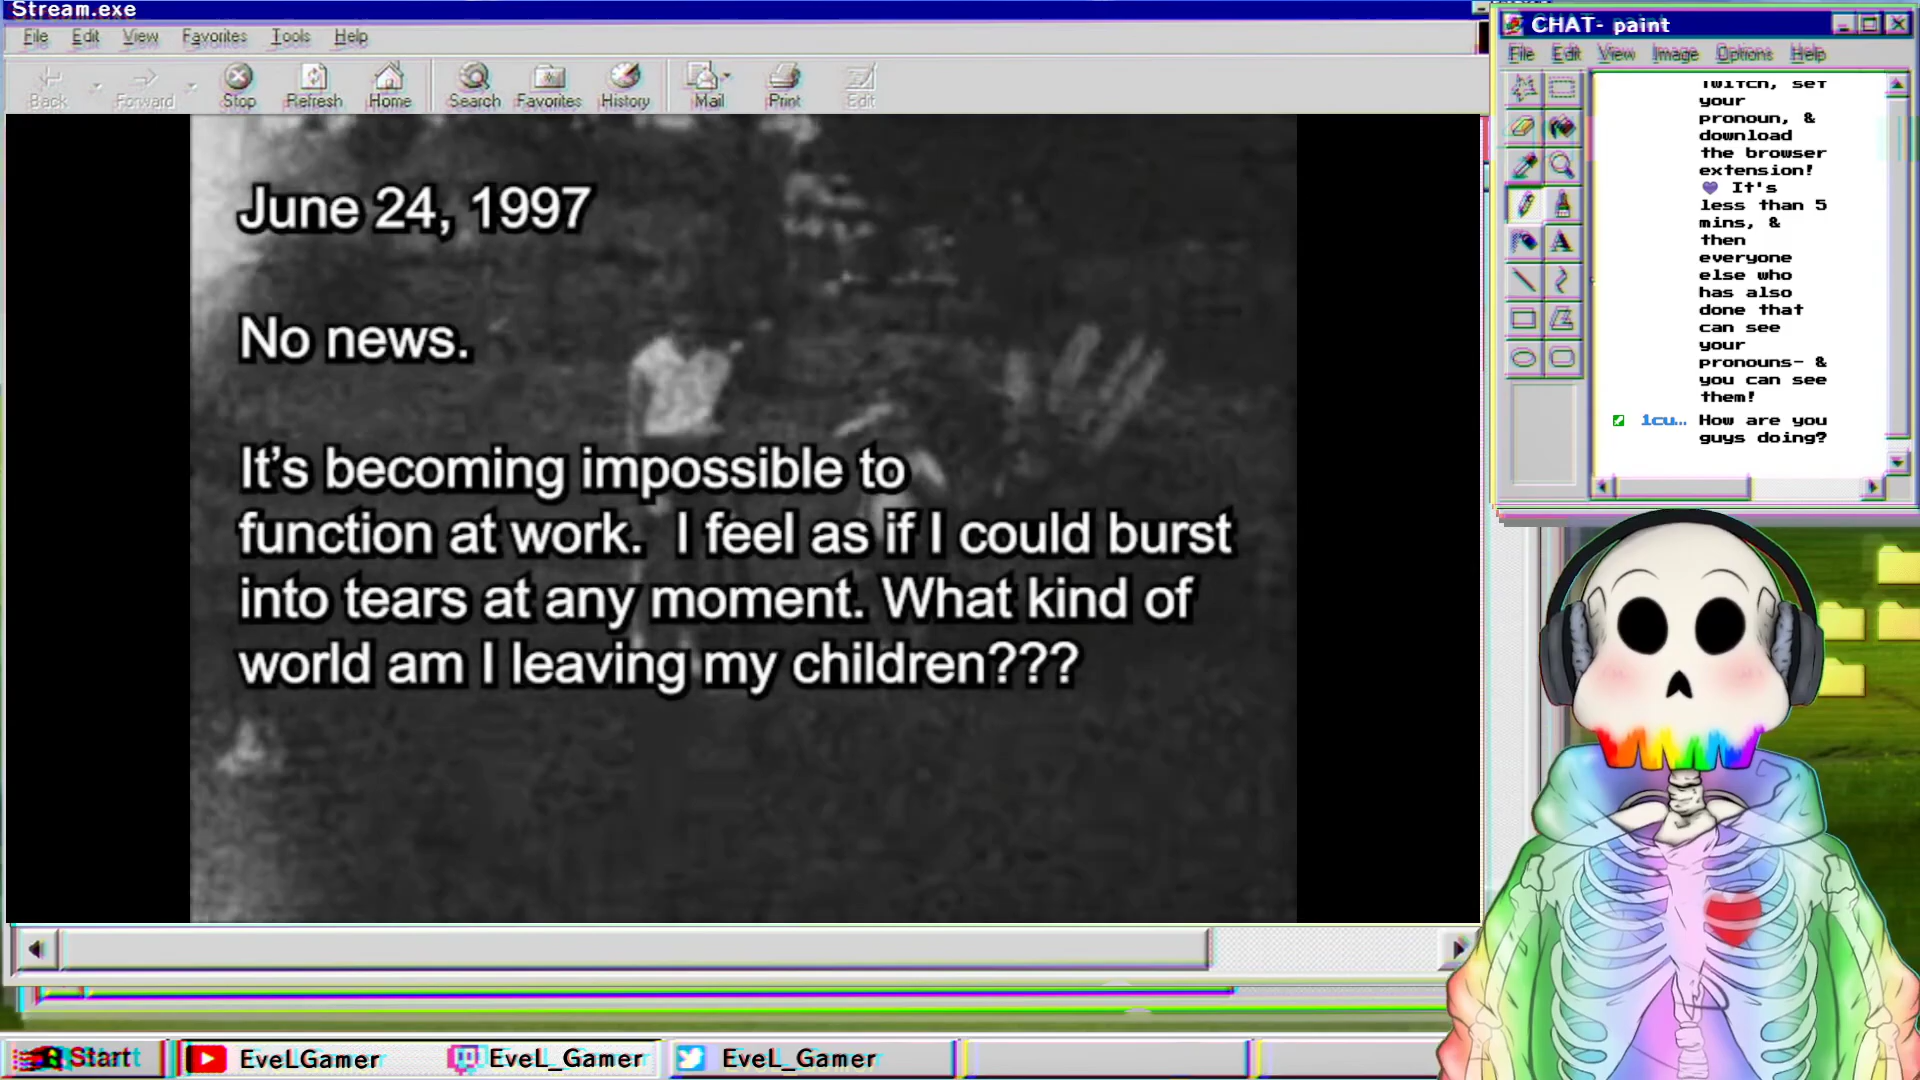 Stream.exe
File Edit View Favorites Tools Help
Back Forward Stop Refresh Home Search Favorites History Mail Print Edit
June 24, 1997
No news.
It's becoming impossible to
function at work. I feel as if I could burst
into tears at any moment. What kind of
world am I leaving my children???
CHAT- paint
File Edit View Image Options Help
Twitch, set
your
pronoun, &
download
the browser
extension!
💜 It's
less than 5
mins, &
then
everyone
else who
has also
done that
can see
your
pronouns- &
you can see
them!
icu... How are you
guys doing?
Start EveLGamer EveL_Gamer EveL_Gamer